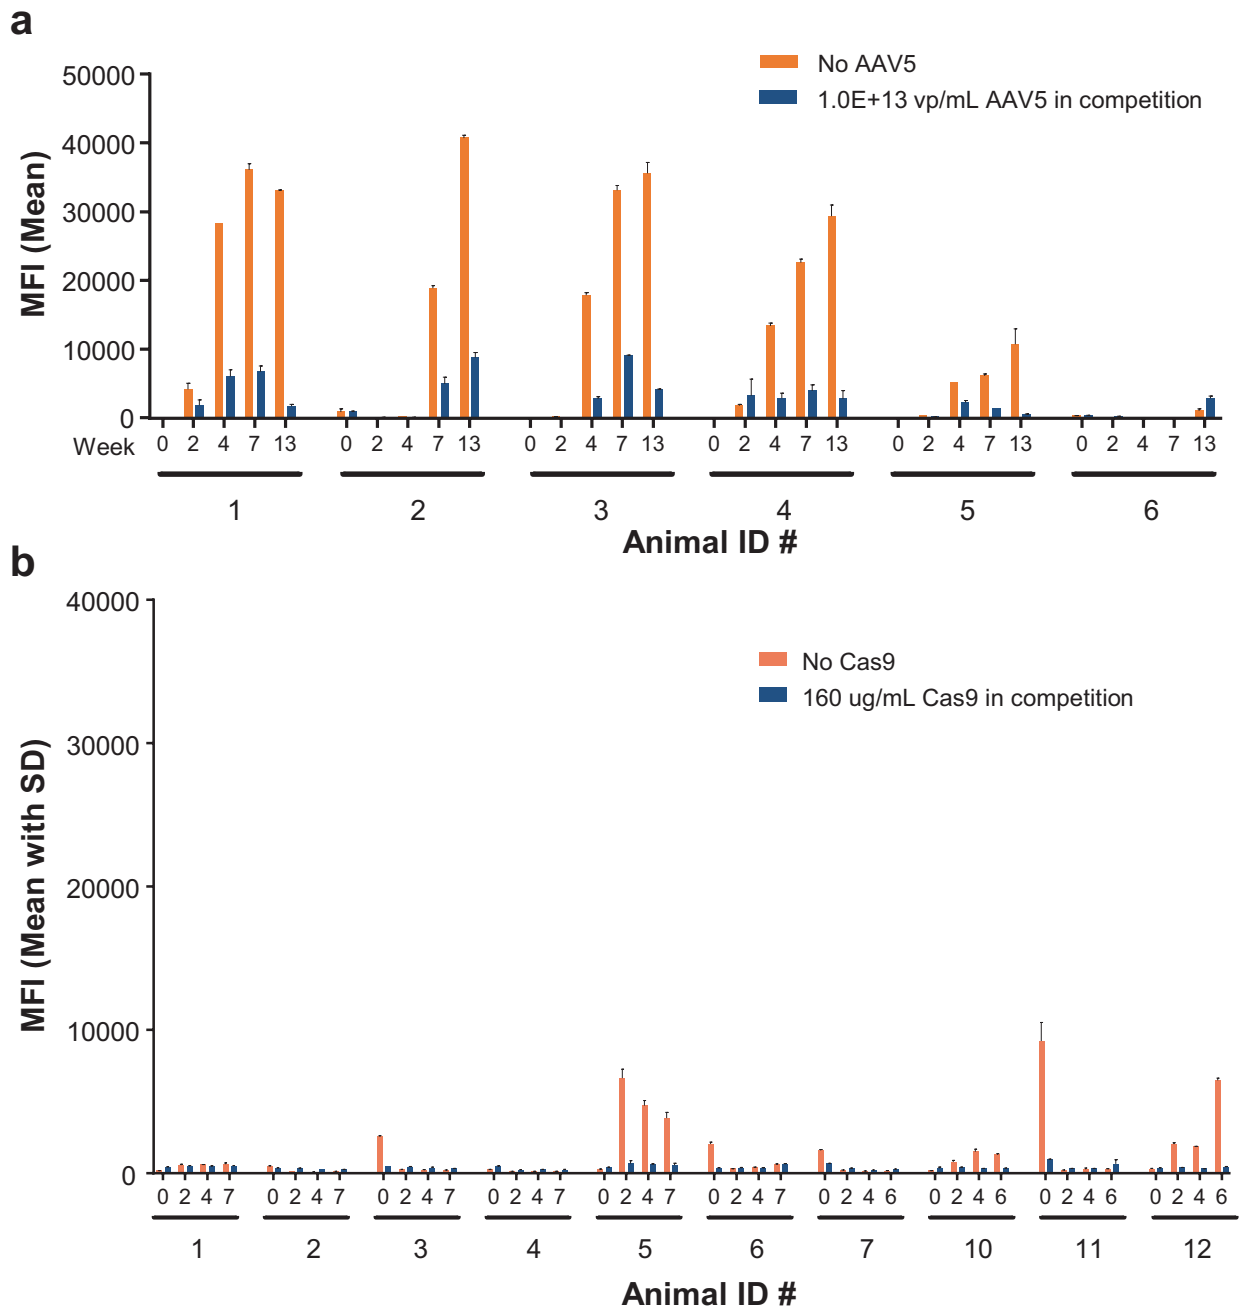 a
50000
40000
30000
20000
10000
0
MFI (Mean)
No AAV5
1.0E+13 vp/mL AAV5 in competition
Week
0 2 4 7 13 0 2 4 7 13 0 2 4 7 13 0 2 4 7 13 0 2 4 7 13 0 2 4 7 13
1 2 3 4 5 6
Animal ID #
b
40000
30000
20000
10000
0
MFI (Mean with SD)
No Cas9
160 ug/mL Cas9 in competition
0 2 4 7 0 2 4 7 0 2 4 7 0 2 4 7 0 2 4 7 0 2 4 7 0 2 4 6 0 2 4 6 0 2 4 6 0 2 4 6
1 2 3 4 5 6 7 10 11 12
Animal ID #